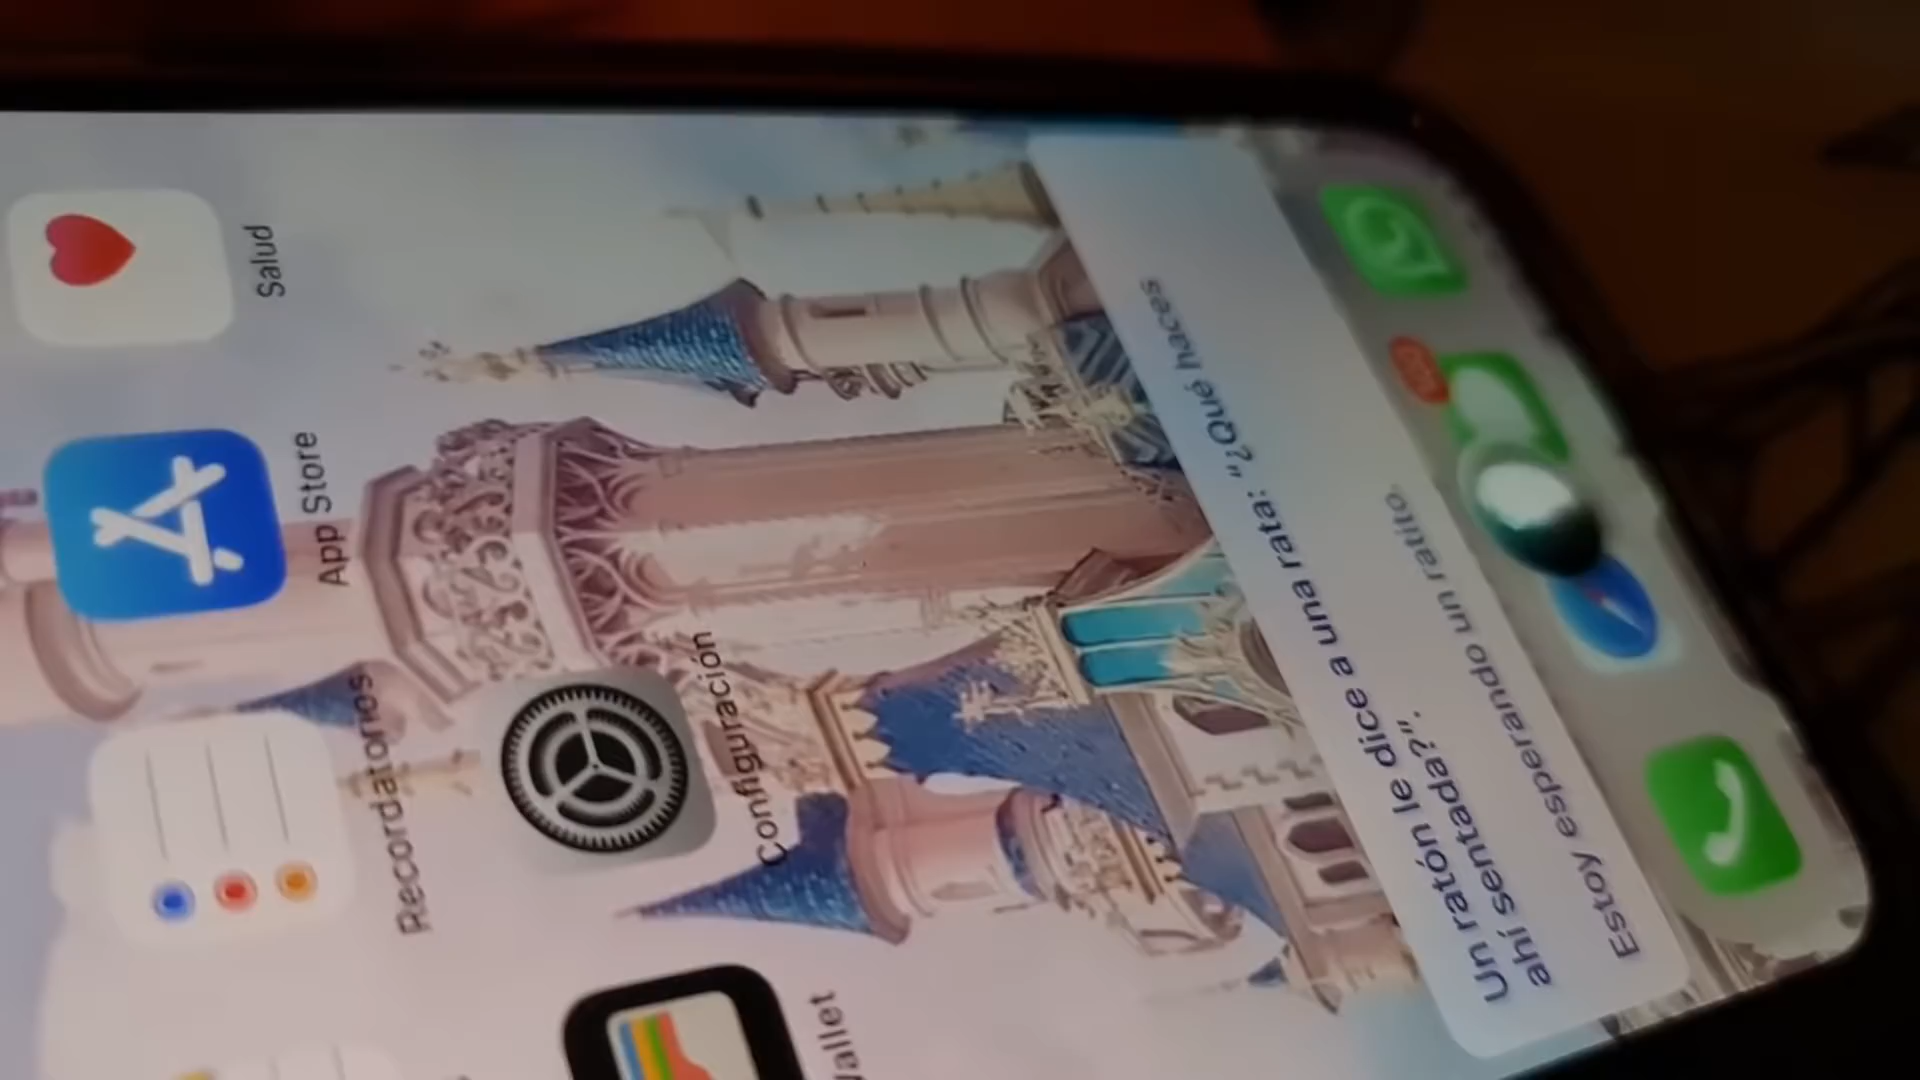 Salud
App Store
Recordatorios
Configuración
Wallet
Un ratón le dice a una rata: "¿Qué haces
ahí sentada?".
Estoy esperando un ratito.